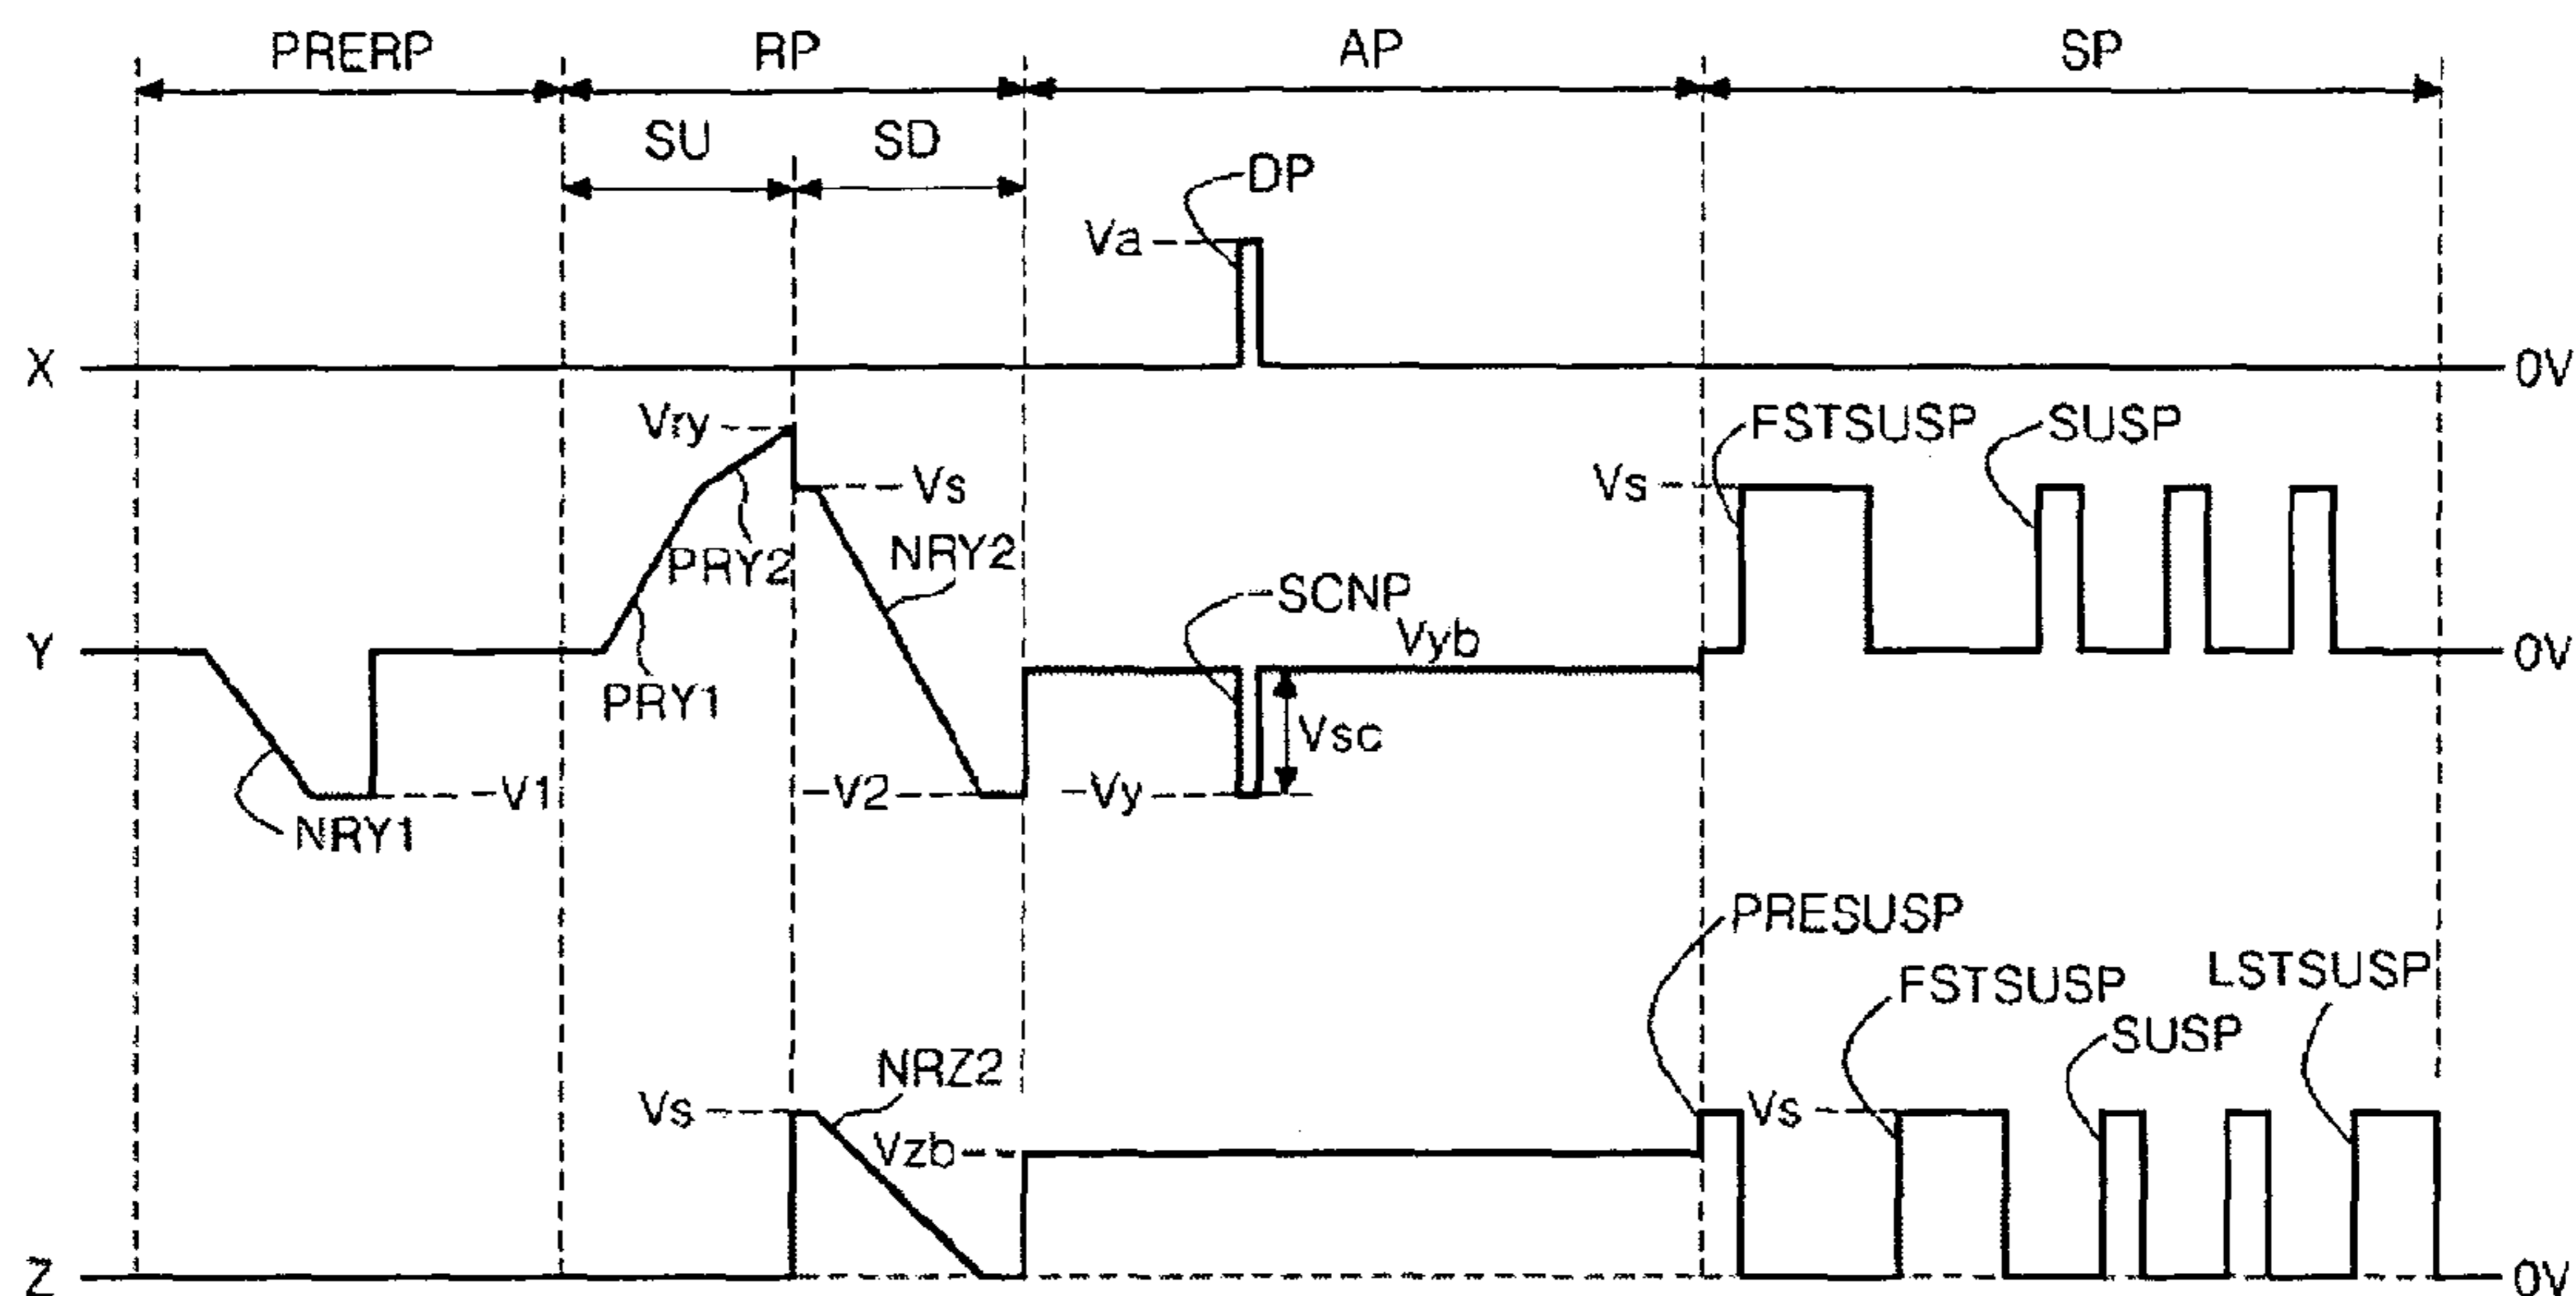 PRERP RP AP SP
SU SD
DP
Va
X 0V
Vry FSTSUSP SUSP
Vs Vs
PRY2 NRY2
SCNP
Vyb
Y 0V
PRY1
Vsc
-V1 -V2 -Vy
NRY1
PRESUSP
FSTSUSP LSTSUSP
SUSP
NRZ2
Vs Vs
Vzb
Z 0V